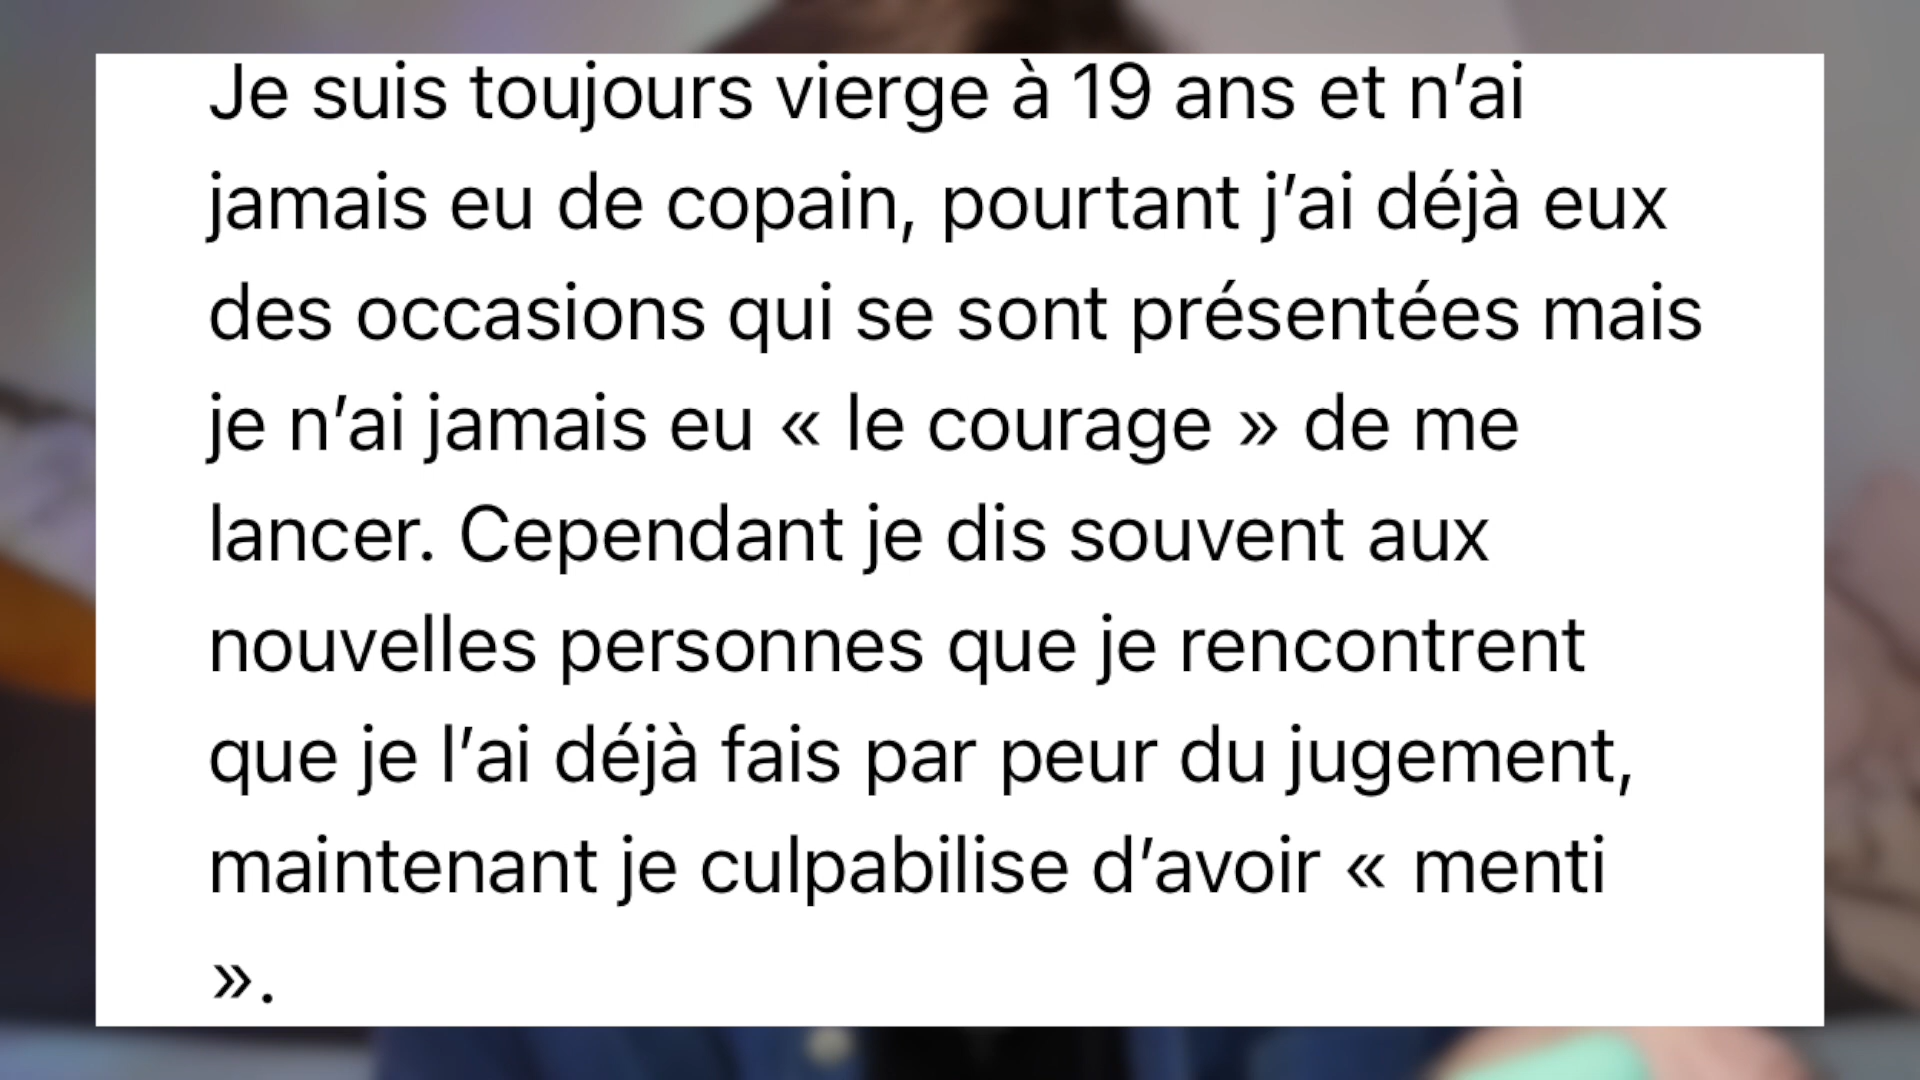 Je suis toujours vierge à 19 ans et n’ai
jamais eu de copain, pourtant j’ai déjà eux
des occasions qui se sont présentées mais
je n’ai jamais eu « le courage » de me
lancer. Cependant je dis souvent aux
nouvelles personnes que je rencontrent
que je l’ai déjà fais par peur du jugement,
maintenant je culpabilise d’avoir « menti
».